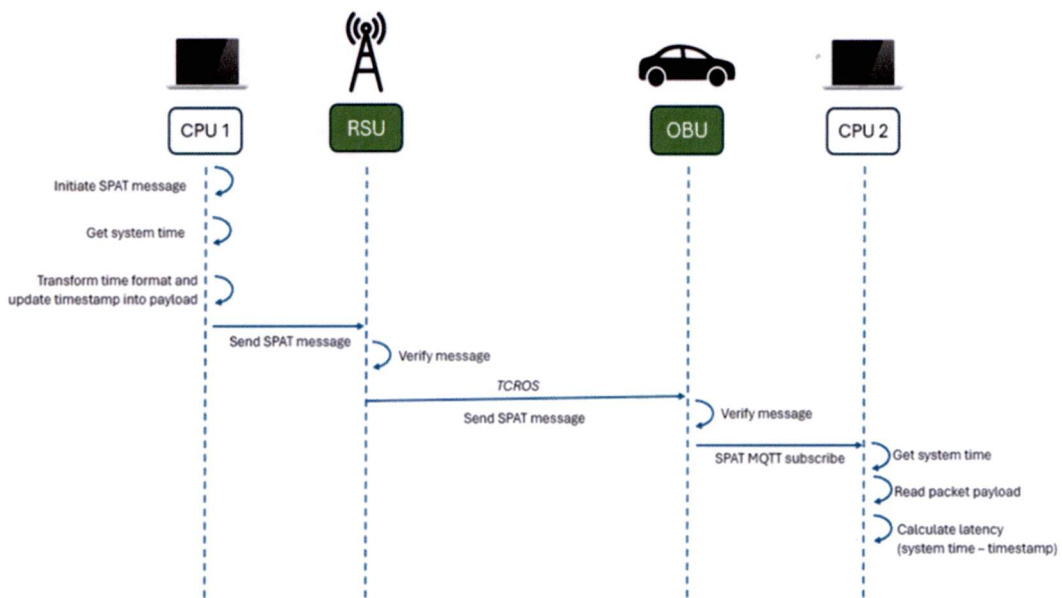 CPU 1
RSU
OBU
CPU 2
Initiate SPAT message
Get system time
Transform time format and
update timestamp into payload
Send SPAT message
Verify message
TCROS
Send SPAT message
Verify message
SPAT MQTT subscribe
Get system time
Read packet payload
Calculate latency
(system time – timestamp)